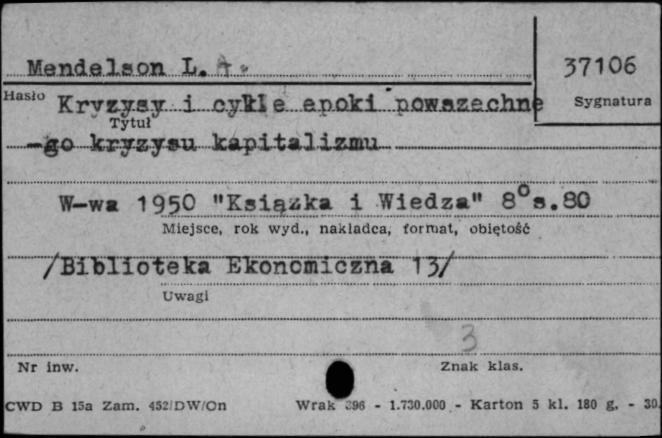 Mendelson L.
37106
Hasło
Sygnatura
Kryzysy i cykle epoki powszechne
Tytuł
-go kryzysu kapitalizmu
W-wa 1950 "Książka i Wiedza" 8° s.80
Miejsce, rok wyd., nakładca, format, objętość
/Biblioteka Ekonomiczna 13/
Uwagi
3
Nr inw.
Znak klas.
CWD B 15a Zam. 452/DW/On Wrak 396 - 1.730.000 - Karton 5 kl. 180 g. - 30.